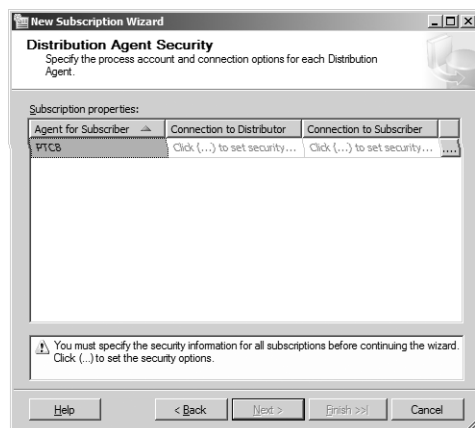 New Subscription Wizard
Distribution Agent Security
Specify the process account and connection options for each Distribution
Agent.
Subscription properties:
Agent for Subscriber Connection to Distributor Connection to Subscriber
PTCB Click (...) to set security... Click (...) to set security... ....
You must specify the security information for all subscriptions before continuing the wizard.
Click (...) to set the security options.
Help < Back Next > Finish >>| Cancel